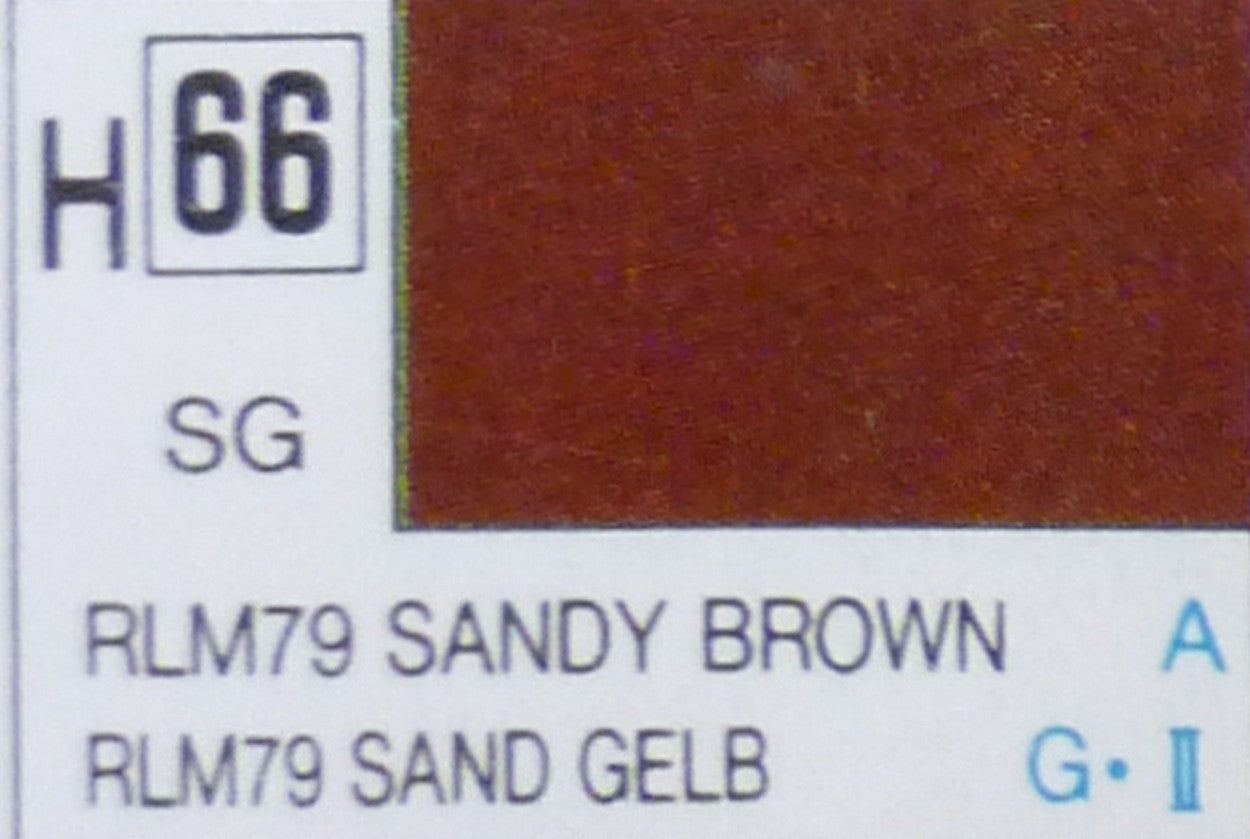 H 66
SG
RLM79 SANDY BROWN A
RLM79 SAND GELB G・Ⅱ